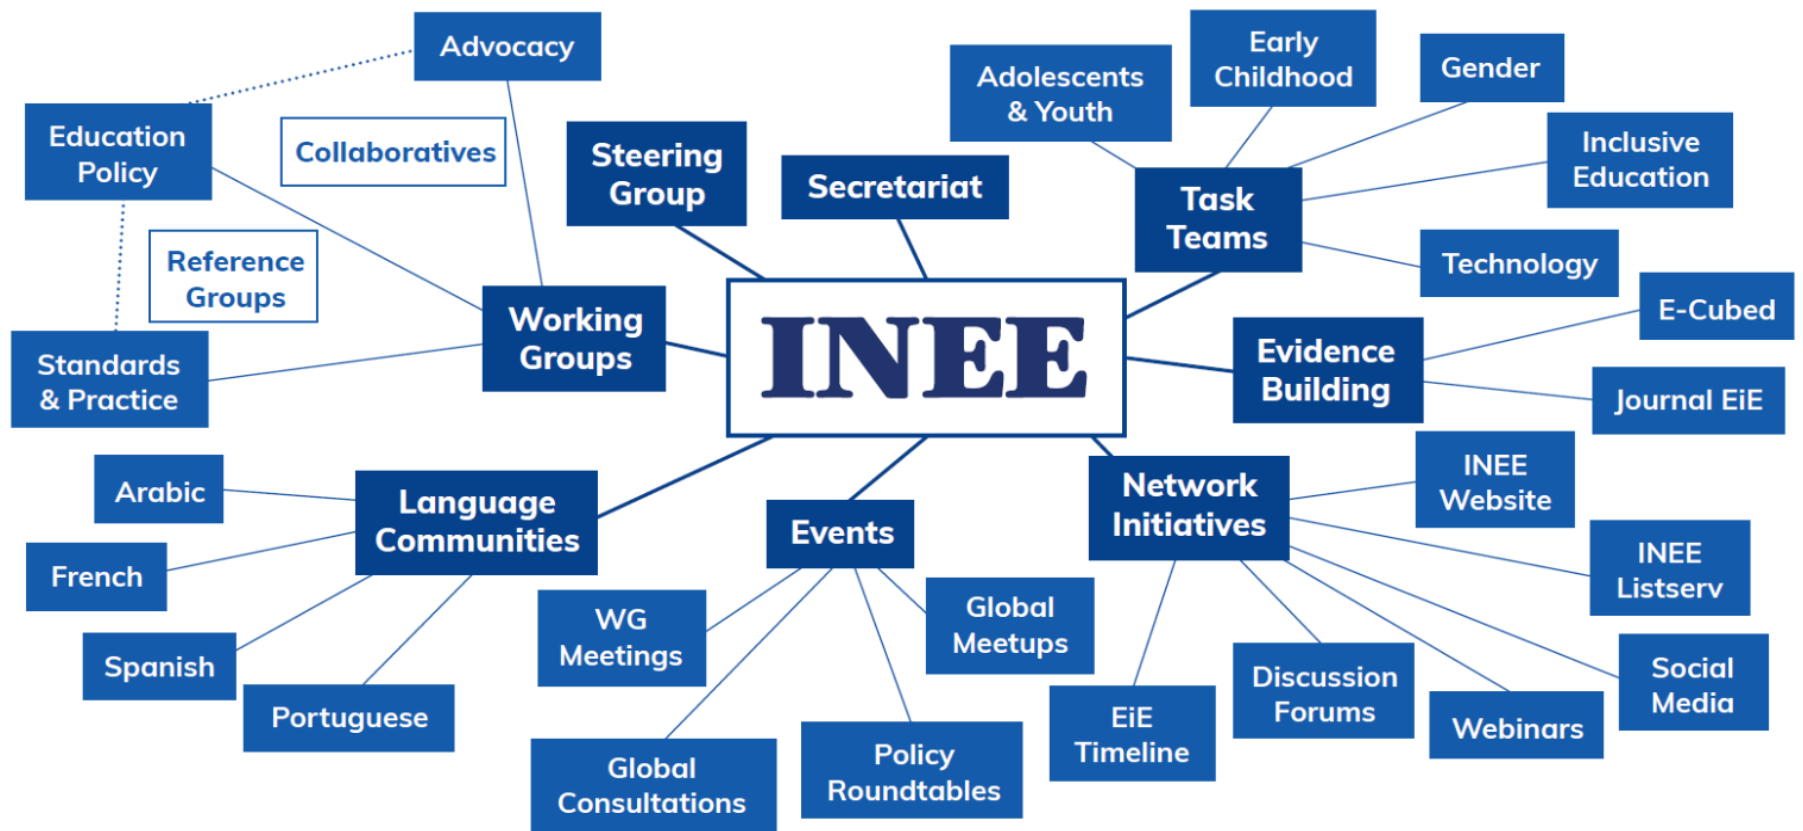 Advocacy
Education
Policy
Collaboratives
Reference
Groups
Standards
& Practice
Working
Groups
Steering
Group
Secretariat
INEE
Adolescents
& Youth
Early
Childhood
Gender
Inclusive
Education
Technology
Task
Teams
Evidence
Building
E-Cubed
Journal EiE
Network
Initiatives
INEE
Website
INEE
Listserv
Social
Media
Webinars
Discussion
Forums
EiE
Timeline
Events
Global
Meetups
Policy
Roundtables
Global
Consultations
WG
Meetings
Language
Communities
Arabic
French
Spanish
Portuguese